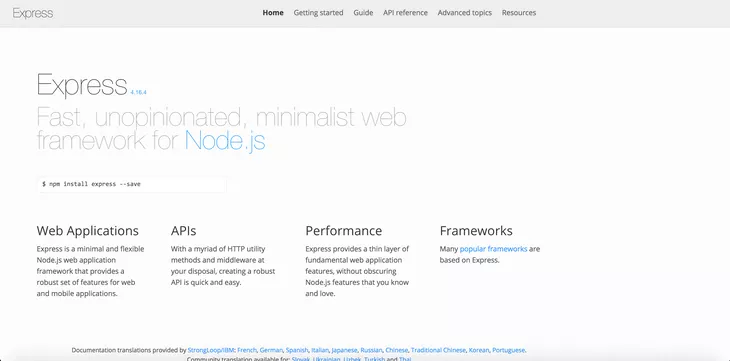 Express
Home Getting started Guide API reference Advanced topics Resources
Express 4.16.4
Fast, unopinionated, minimalist web
framework for Node.js
$ npm install express --save
Web Applications
Express is a minimal and flexible
Node.js web application
framework that provides a
robust set of features for web
and mobile applications.
APIs
With a myriad of HTTP utility
methods and middleware at
your disposal, creating a robust
API is quick and easy.
Performance
Express provides a thin layer of
fundamental web application
features, without obscuring
Node.js features that you know
and love.
Frameworks
Many popular frameworks are
based on Express.
Documentation translations provided by StrongLoop/IBM: French, German, Spanish, Italian, Japanese, Russian, Chinese, Traditional Chinese, Korean, Portuguese.
Community translation available for: Slovak, Ukrainian, Uzbek, Turkish and Thai.